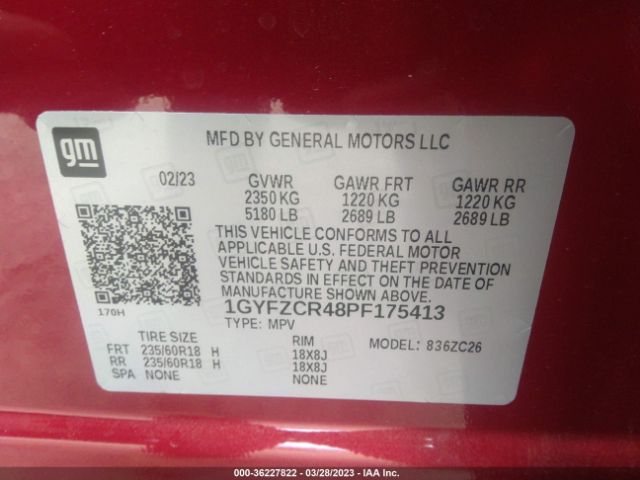 gm
MFD BY GENERAL MOTORS LLC
02/23 GVWR GAWR FRT GAWR RR
2350 KG 1220 KG 1220 KG
5180 LB 2689 LB 2689 LB
THIS VEHICLE CONFORMS TO ALL
APPLICABLE U.S. FEDERAL MOTOR
VEHICLE SAFETY AND THEFT PREVENTION
STANDARDS IN EFFECT ON THE DATE OF
MANUFACTURE SHOWN ABOVE.
1GYFZCR48PF175413
170H
TYPE: MPV
TIRE SIZE RIM MODEL: 836ZC26
FRT 235/60R18 H 18X8J
RR 235/60R18 H 18X8J
SPA NONE NONE
000-36227822 - 03/28/2023 - IAA Inc.